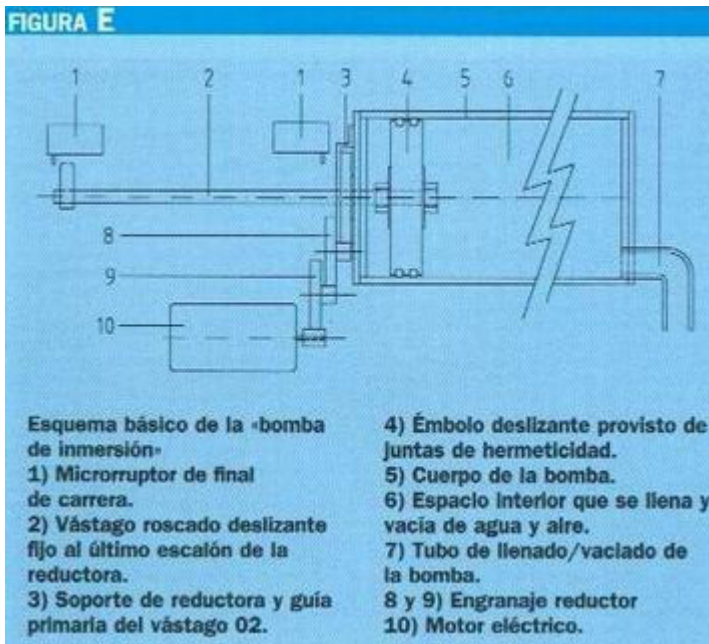 FIGURA E
1 2 1 3 4 5 6 7
8
9
10
Esquema básico de la «bomba
de inmersión»
1) Microrruptor de final
de carrera.
2) Vástago roscado deslizante
fijo al último escalón de la
reductora.
3) Soporte de reductora y guía
primaria del vástago 02.
4) Émbolo deslizante provisto de
juntas de hermeticidad.
5) Cuerpo de la bomba.
6) Espacio interior que se llena y
vacía de agua y aire.
7) Tubo de llenado/vaciado de
la bomba.
8 y 9) Engranaje reductor
10) Motor eléctrico.